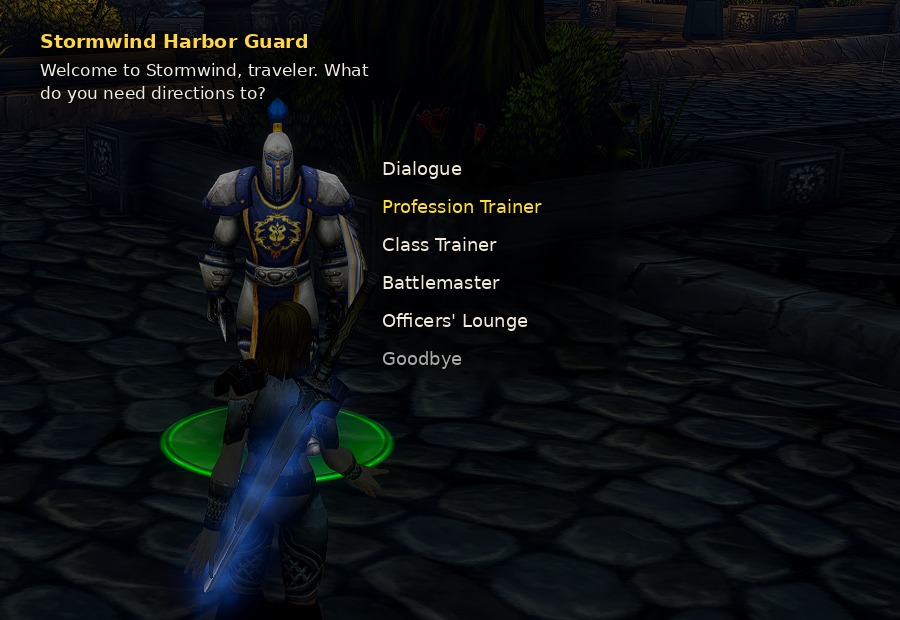 Stormwind Harbor Guard
Welcome to Stormwind, traveler. What
do you need directions to?
Dialogue
Profession Trainer
Class Trainer
Battlemaster
Officers' Lounge
Goodbye